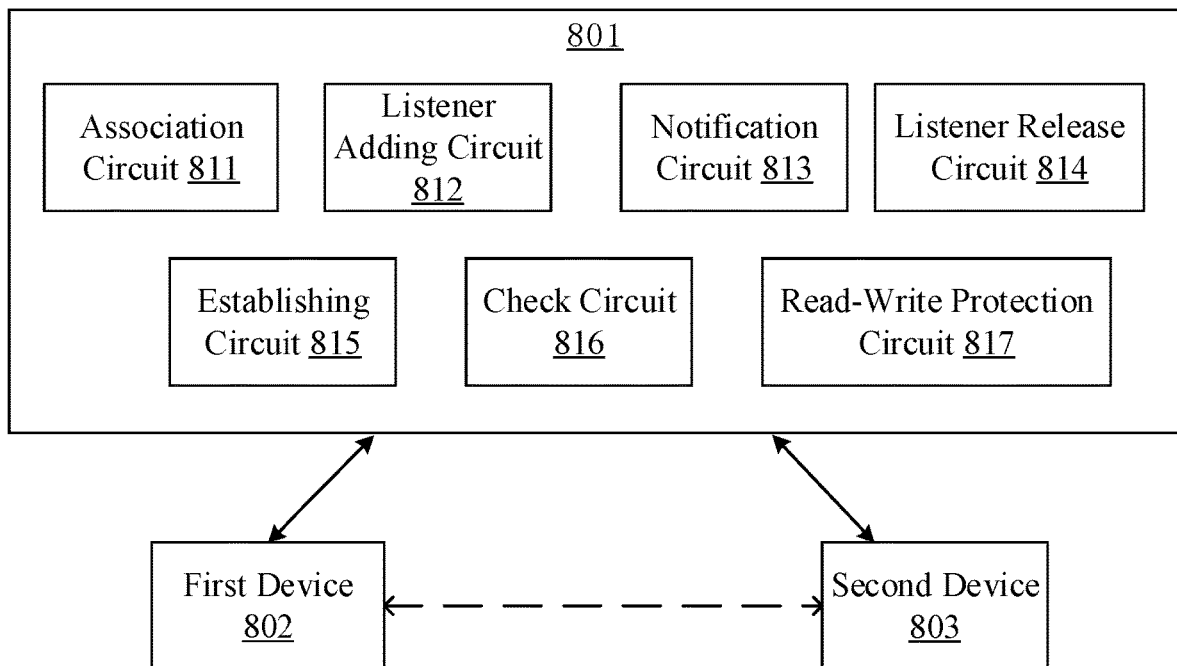 801
Association
Circuit 811
Listener
Adding Circuit
812
Notification
Circuit 813
Listener Release
Circuit 814
Establishing
Circuit 815
Check Circuit
816
Read-Write Protection
Circuit 817
First Device
802
Second Device
803